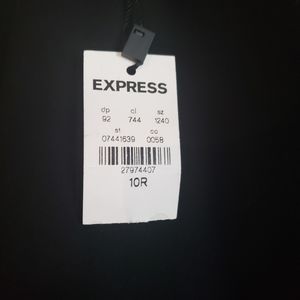 EXPRESS
dp cl sz
92 744 1240
st cc
07441639 0058
27974407
10R